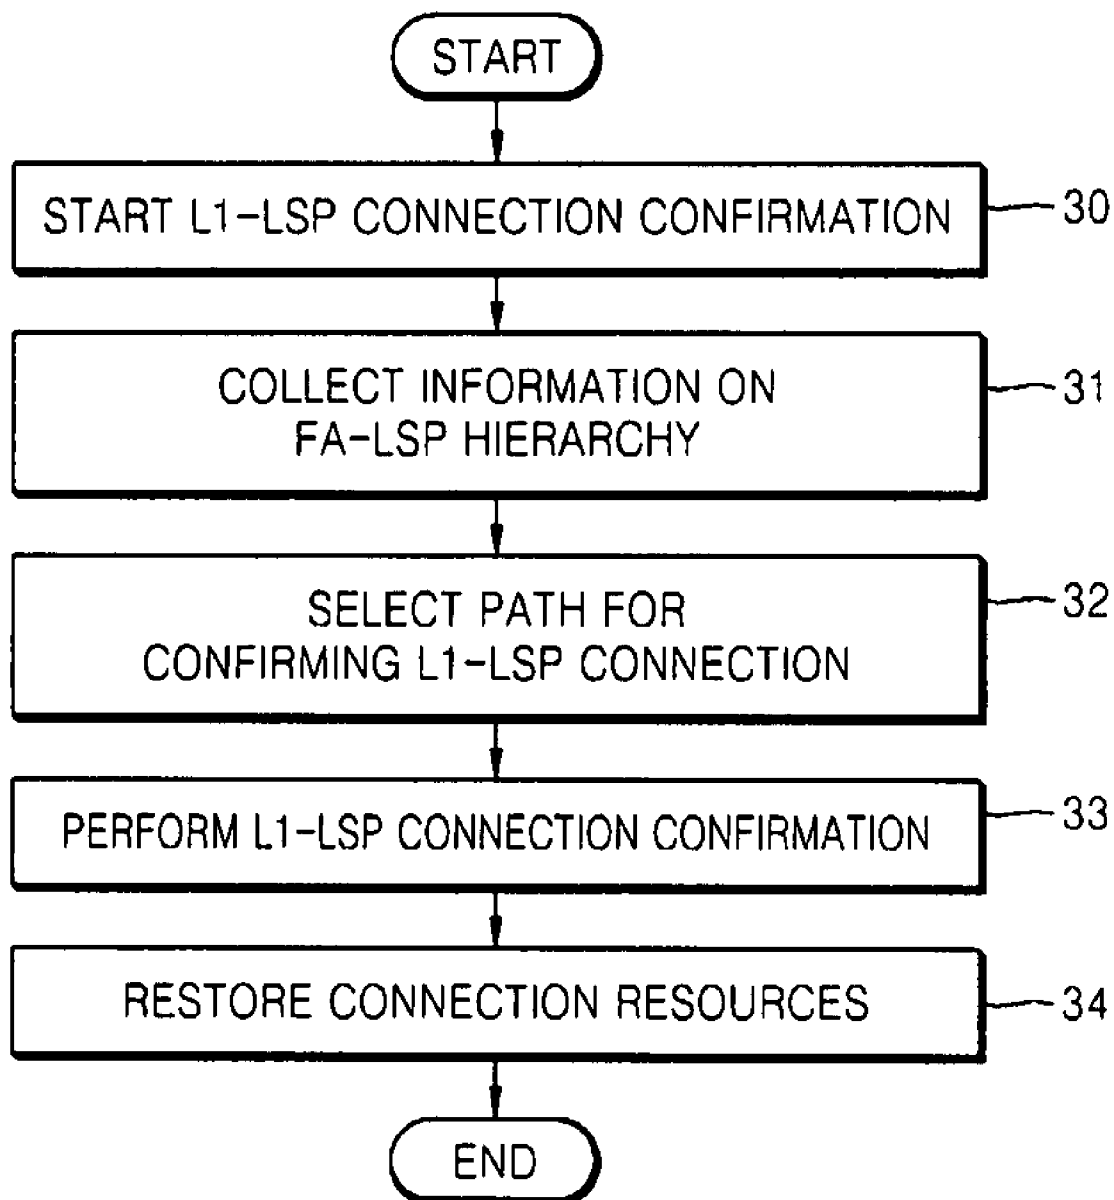 START
START L1-LSP CONNECTION CONFIRMATION
30
COLLECT INFORMATION ON
FA-LSP HIERARCHY
31
SELECT PATH FOR
CONFIRMING L1-LSP CONNECTION
32
PERFORM L1-LSP CONNECTION CONFIRMATION
33
RESTORE CONNECTION RESOURCES
34
END